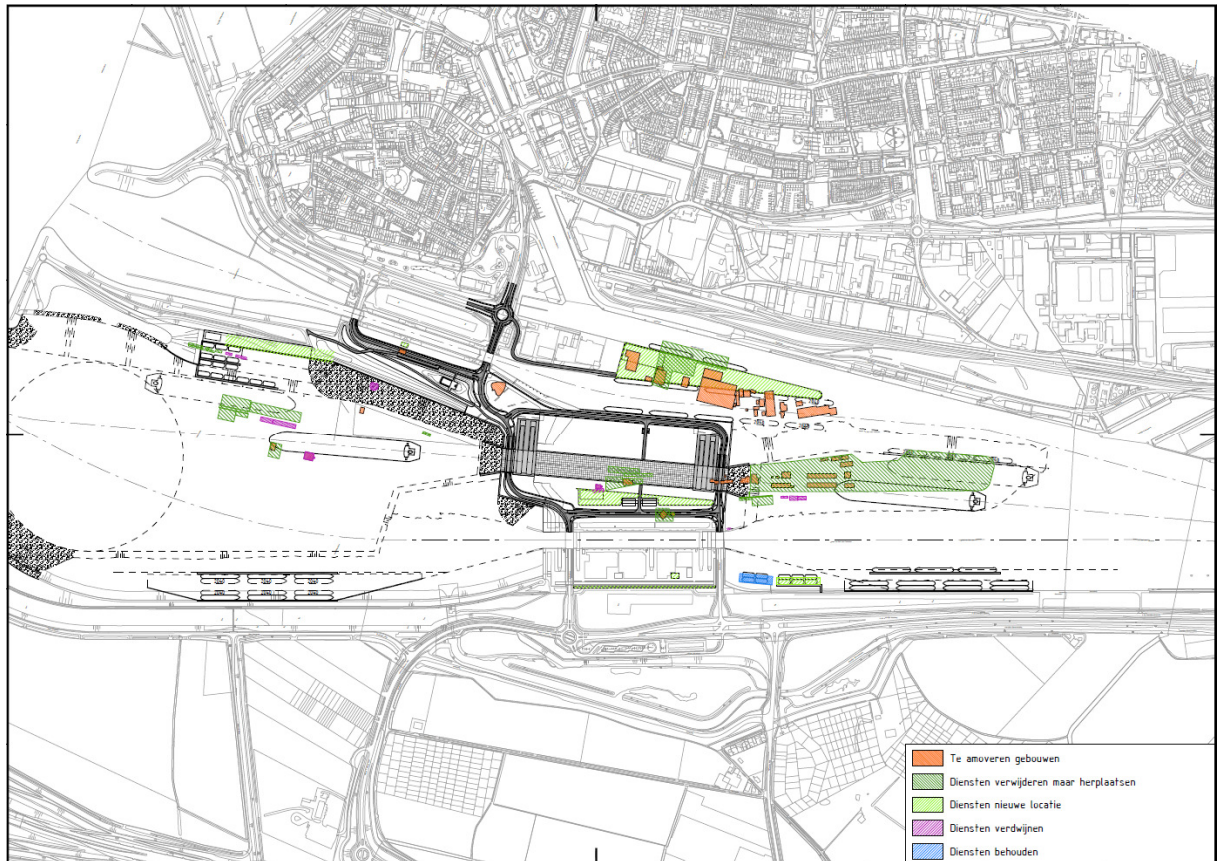 Te amoveren gebouwen
Diensten verwijderen maar herplaatsen
Diensten nieuwe locatie
Diensten verdwijnen
Diensten behouden